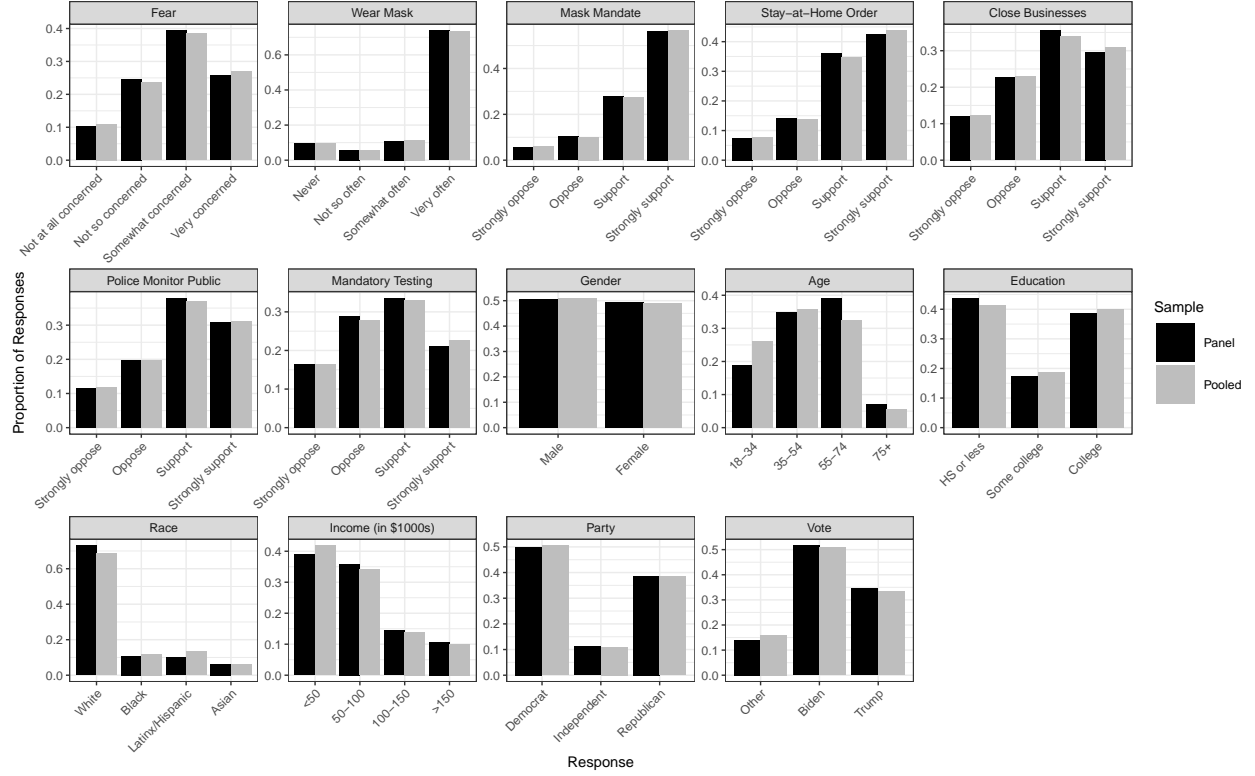 Fear
Wear Mask
Mask Mandate
Stay−at−Home Order
Close Businesses
0.4
0.3
0.2
0.1
0.0
Not at all concerned
Not so concerned
Somewhat concerned
Very concerned
0.6
0.4
0.2
0.0
Never
Not so often
Somewhat often
Very often
0.4
0.2
0.0
Strongly oppose
Oppose
Support
Strongly support
0.4
0.3
0.2
0.1
0.0
Strongly oppose
Oppose
Support
Strongly support
0.3
0.2
0.1
0.0
Strongly oppose
Oppose
Support
Strongly support
Proportion of Responses
Police Monitor Public
Mandatory Testing
Gender
Age
Education
0.3
0.2
0.1
0.0
Strongly oppose
Oppose
Support
Strongly support
0.3
0.2
0.1
0.0
Strongly oppose
Oppose
Support
Strongly support
0.5
0.4
0.3
0.2
0.1
0.0
Male
Female
0.4
0.3
0.2
0.1
0.0
18−34
35−54
55−74
75+
0.4
0.3
0.2
0.1
0.0
HS or less
Some college
College
Sample
Panel
Pooled
Race
Income (in $1000s)
Party
Vote
0.6
0.4
0.2
0.0
White
Black
Latinx/Hispanic
Asian
0.4
0.3
0.2
0.1
0.0
<50
50−100
100−150
>150
0.5
0.4
0.3
0.2
0.1
0.0
Democrat
Independent
Republican
0.5
0.4
0.3
0.2
0.1
0.0
Other
Biden
Trump
Response